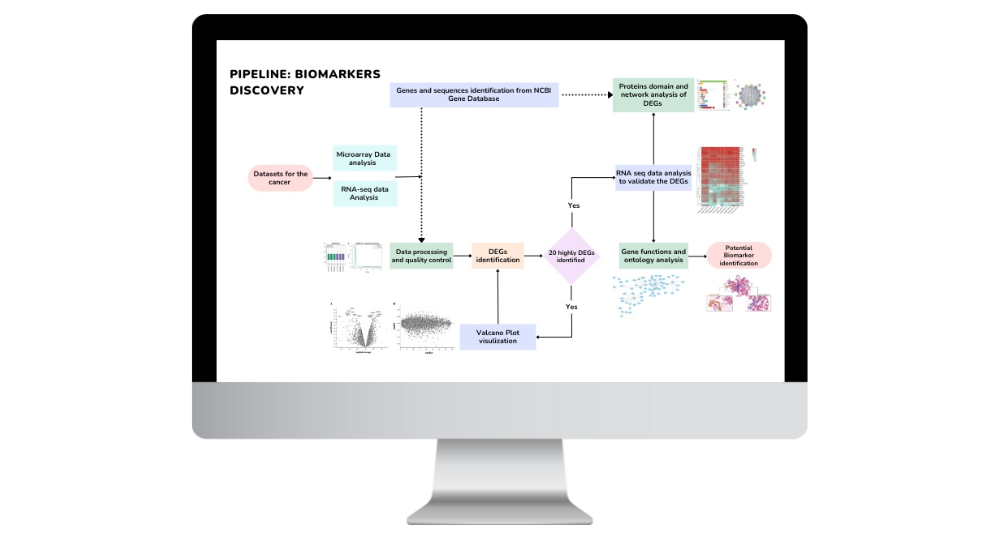 PIPELINE: BIOMARKERS
DISCOVERY
Genes and sequences identification from NCBI
Gene Database
Proteins domain and
network analysis of
DEGs
Microarray Data
analysis
Datasets for the
cancer
RNA-seq data
Analysis
RNA seq data analysis
to validate the DEGs
Yes
Data processing
and quality control
DEGs
identification
20 highly DEGs
identified
Gene functions and
ontology analysis
Potential
Biomarker
identification
Yes
Valcano Plot
visulization